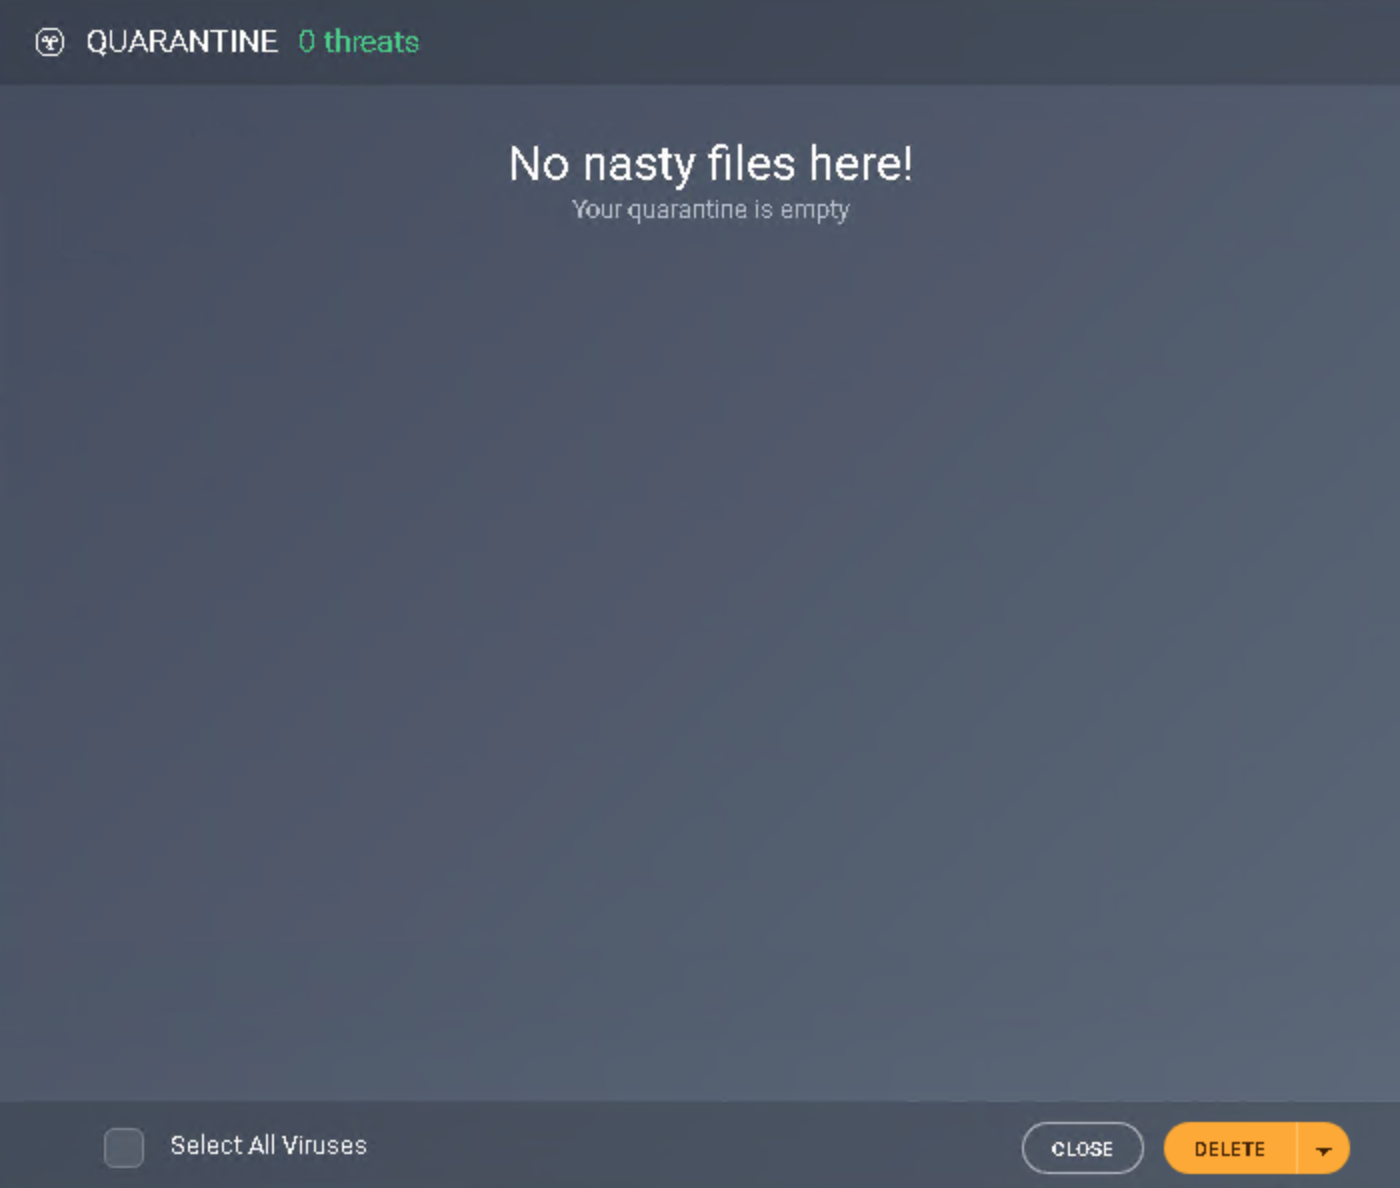 QUARANTINE 0 threats
No nasty files here!
Your quarantine is empty
Select All Viruses
CLOSE
DELETE